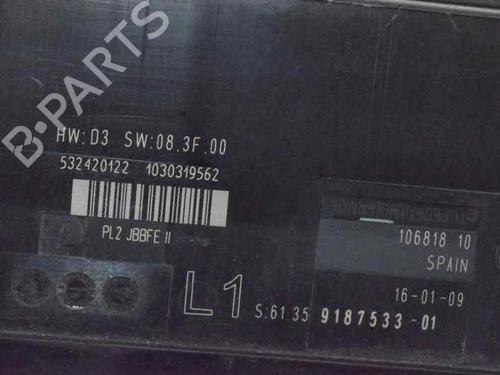 B-PARTS
HW:D3 SW:08.3F.00
532420122 1030319562
PL2 JBBFE II
106818 10
SPAIN
16-01-09
L1 S:61.35 9187533-01